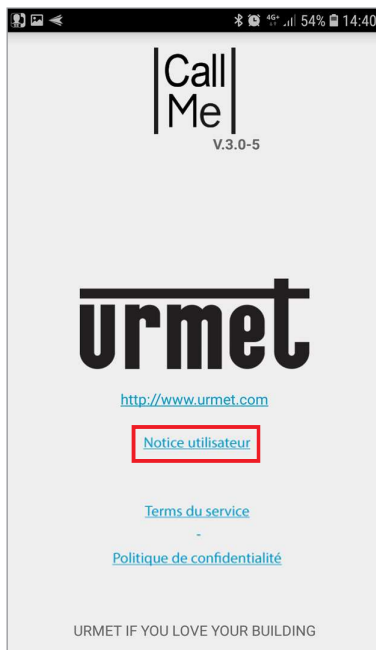 54% 14:40
Call
Me
V.3.0-5
urmet
http://www.urmet.com
Notice utilisateur
Terms du service
-
Politique de confidentialité
URMET IF YOU LOVE YOUR BUILDING